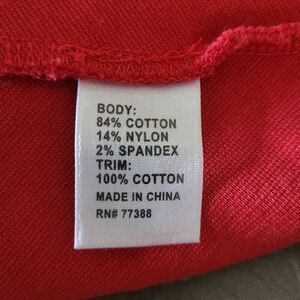 BODY:
84% COTTON
14% NYLON
2% SPANDEX
TRIM:
100% COTTON
MADE IN CHINA
RN# 77388